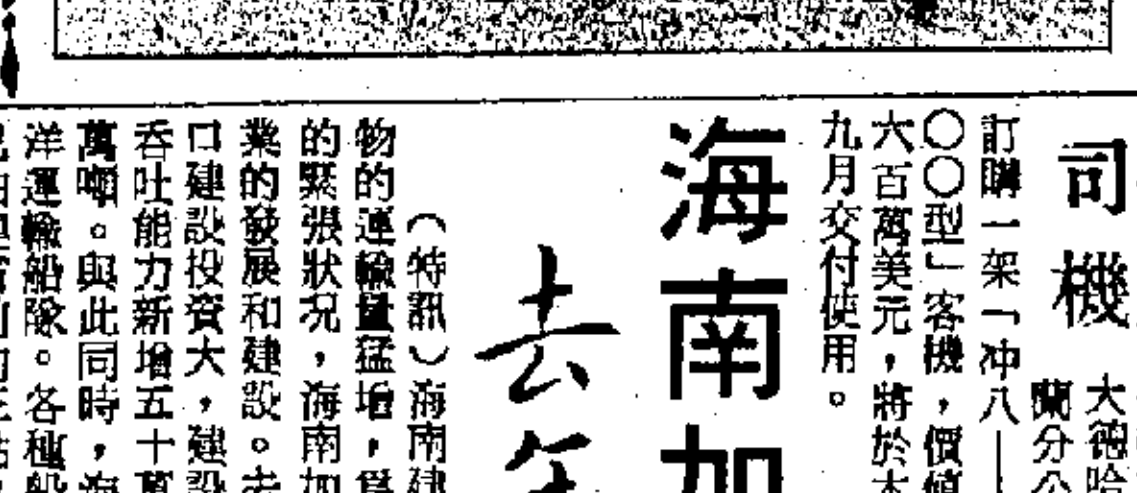 司機
大德哈
蘭分公
訂購一架「冲八—
〇〇型」客機，價值
六百萬美元，將於本
九月交付使用。
海南加
去年
（特訊）海南建
物的運輸量猛增，爲
的緊張狀況，海南加
業的發展和建設。去
口建設投資大，建設
吞吐能力新增五十萬
萬噸。與此同時，海
洋運輸船隊。各種船